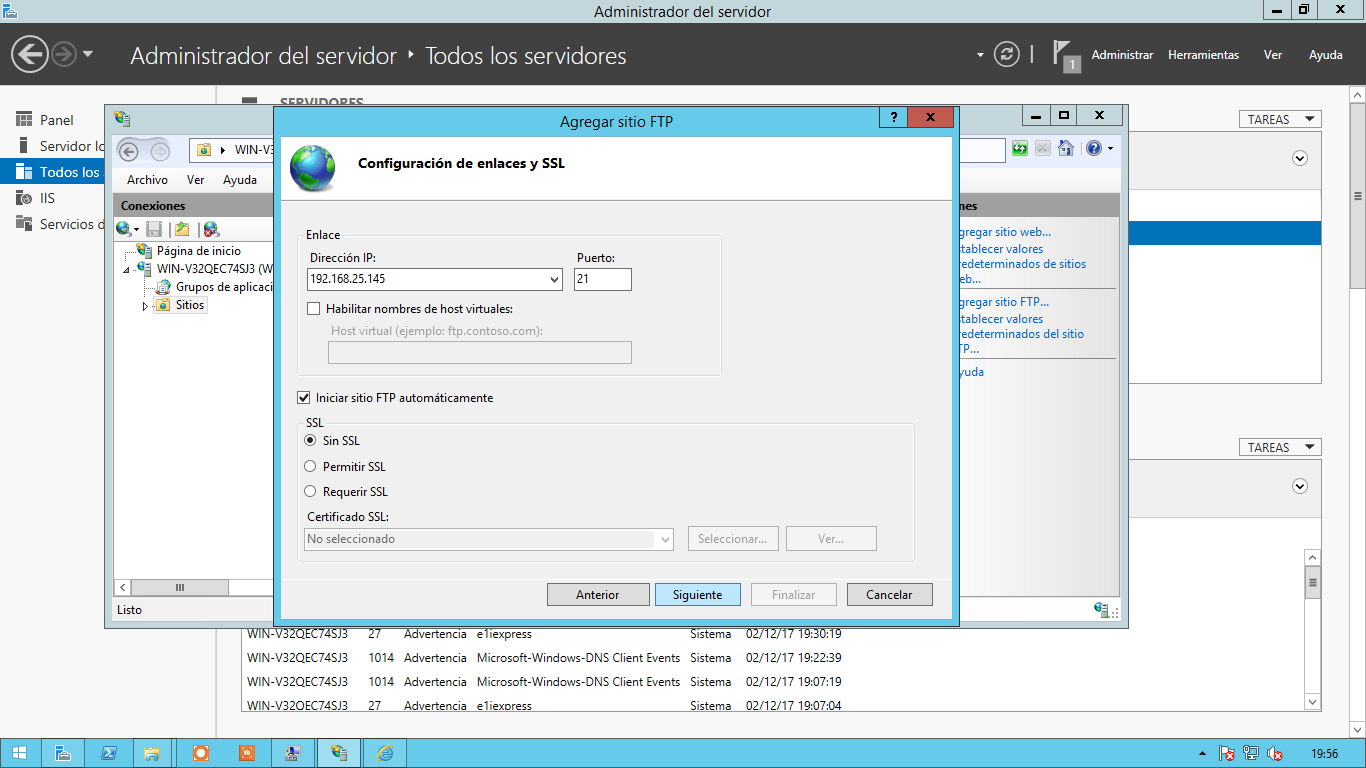 Administrador del servidor
Administrador del servidor ‣ Todos los servidores
1
Administrar Herramientas Ver Ayuda
Panel
Servidor lo
Todos los
IIS
Servicios d
SERVIDORES
TAREAS
WIN-V3
Archivo Ver Ayuda
Conexiones
Página de inicio
WIN-V32QEC74SJ3 (W
Grupos de aplicaci
Sitios
Listo
Agregar sitio FTP
?
Configuración de enlaces y SSL
Enlace
Dirección IP: Puerto:
192.168.25.145 21
Habilitar nombres de host virtuales:
Host virtual (ejemplo: ftp.contoso.com):
Iniciar sitio FTP automáticamente
SSL
Sin SSL
Permitir SSL
Requerir SSL
Certificado SSL:
No seleccionado Seleccionar... Ver...
Anterior Siguiente Finalizar Cancelar
nes
gregar sitio web...
stablecer valores
redeterminados de sitios
eb...
gregar sitio FTP...
stablecer valores
redeterminados del sitio
TP...
yuda
TAREAS
WIN-V32QEC74SJ3 27 Advertencia e1iexpress Sistema 02/12/17 19:30:19
WIN-V32QEC74SJ3 1014 Advertencia Microsoft-Windows-DNS Client Events Sistema 02/12/17 19:22:39
WIN-V32QEC74SJ3 1014 Advertencia Microsoft-Windows-DNS Client Events Sistema 02/12/17 19:07:19
WIN-V32QEC74SJ3 27 Advertencia e1iexpress Sistema 02/12/17 19:07:04
19:56